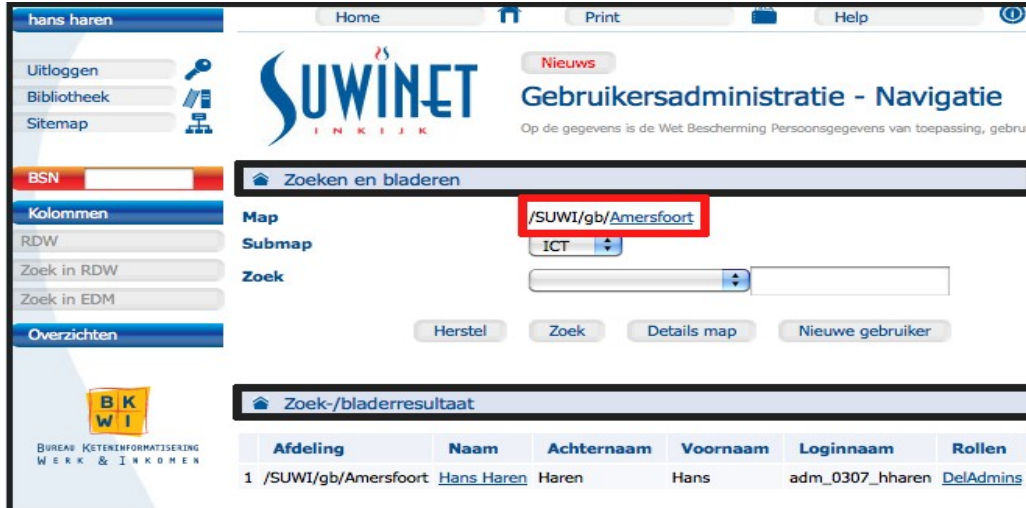 hans haren
Home Print Help
Uitloggen
Bibliotheek
Sitemap
SUWINET
INKIJK
Nieuws
Gebruikersadministratie - Navigatie
Op de gegevens is de Wet Bescherming Persoonsgegevens van toepassing, gebru
BSN
Kolommen
RDW
Zoek in RDW
Zoek in EDM
Overzichten
BKWI
BUREAU KETENINFORMATISERING
WERK & INKOMEN
Zoeken en bladeren
Map /SUWI/gb/Amersfoort
Submap ICT
Zoek
Herstel Zoek Details map Nieuwe gebruiker
Zoek-/bladerresultaat
Afdeling Naam Achternaam Voornaam Loginnaam Rollen
1 /SUWI/gb/Amersfoort Hans Haren Haren Hans adm_0307_hharen DelAdmins